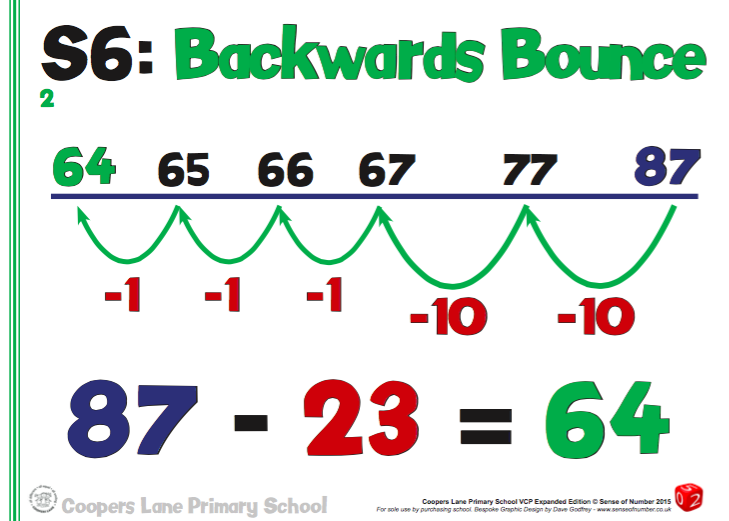 S6: Backwards Bounce
2
64 65 66 67 77 87
-1 -1 -1 -10 -10
87 - 23 = 64
Coopers Lane Primary School
Coopers Lane Primary School VCP Expanded Edition © Sense of Number 2015
For sole use by purchasing school. Bespoke Graphic Design by Dave Godfrey - www.senseofnumber.co.uk
0 2